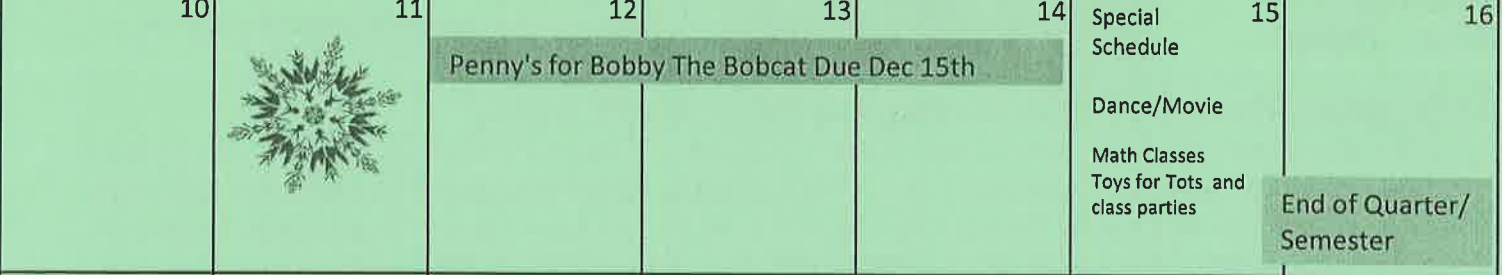 10
11
12
13
14
15
16
Penny's for Bobby The Bobcat Due Dec 15th
Special
Schedule
Dance/Movie
Math Classes
Toys for Tots and
class parties
End of Quarter/
Semester